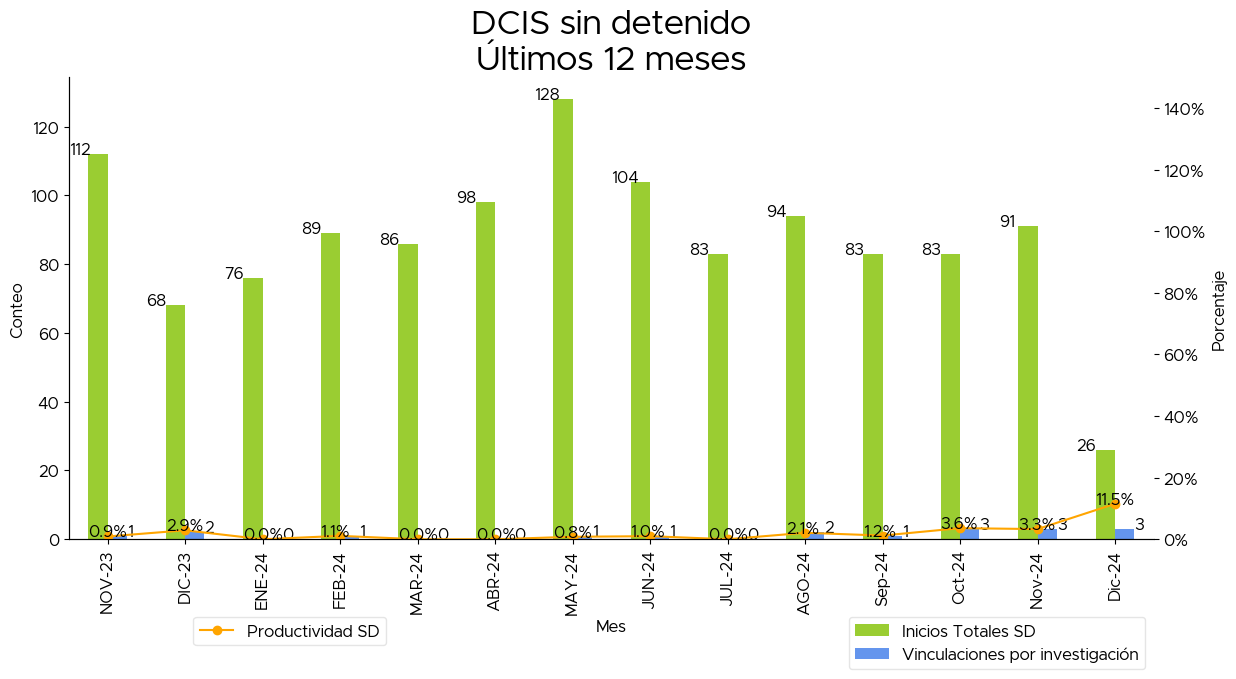 DCIS sin detenido
Últimos 12 meses
Conteo
120
100
80
60
40
20
0
140%
120%
100%
80%
60%
40%
20%
0%
Porcentaje
112
68
76
89
86
98
128
104
83
94
83
83
91
26
0.9% 1
2.9% 2
0.0% 0
1.1% 1
0.0% 0
0.0% 0
0.8% 1
1.0% 1
0.0% 0
2.1% 2
1.2% 1
3.6% 3
3.3% 3
11.5% 3
NOV-23
DIC-23
ENE-24
FEB-24
MAR-24
ABR-24
MAY-24
JUN-24
JUL-24
AGO-24
Sep-24
Oct-24
Nov-24
Dic-24
Mes
Productividad SD
Inicios Totales SD
Vinculaciones por investigación